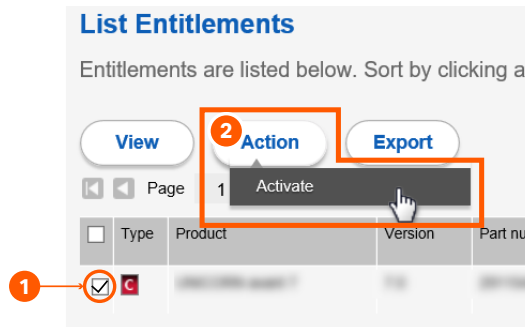 List Entitlements
Entitlements are listed below. Sort by clicking a
View
2
Action
Export
Page 1
Activate
Type Product Version Part nu
1
C